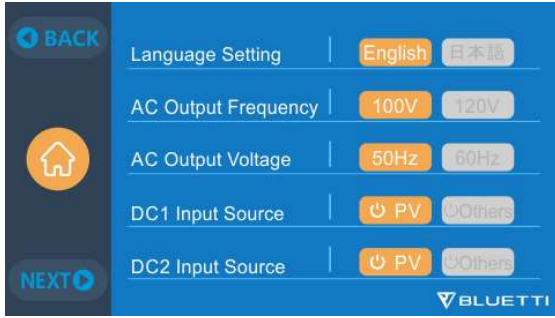 BACK
Language Setting English 日本語
AC Output Frequency 100V 120V
AC Output Voltage 50Hz 60Hz
DC1 Input Source PV Others
DC2 Input Source PV Others
NEXT
BLUETTI